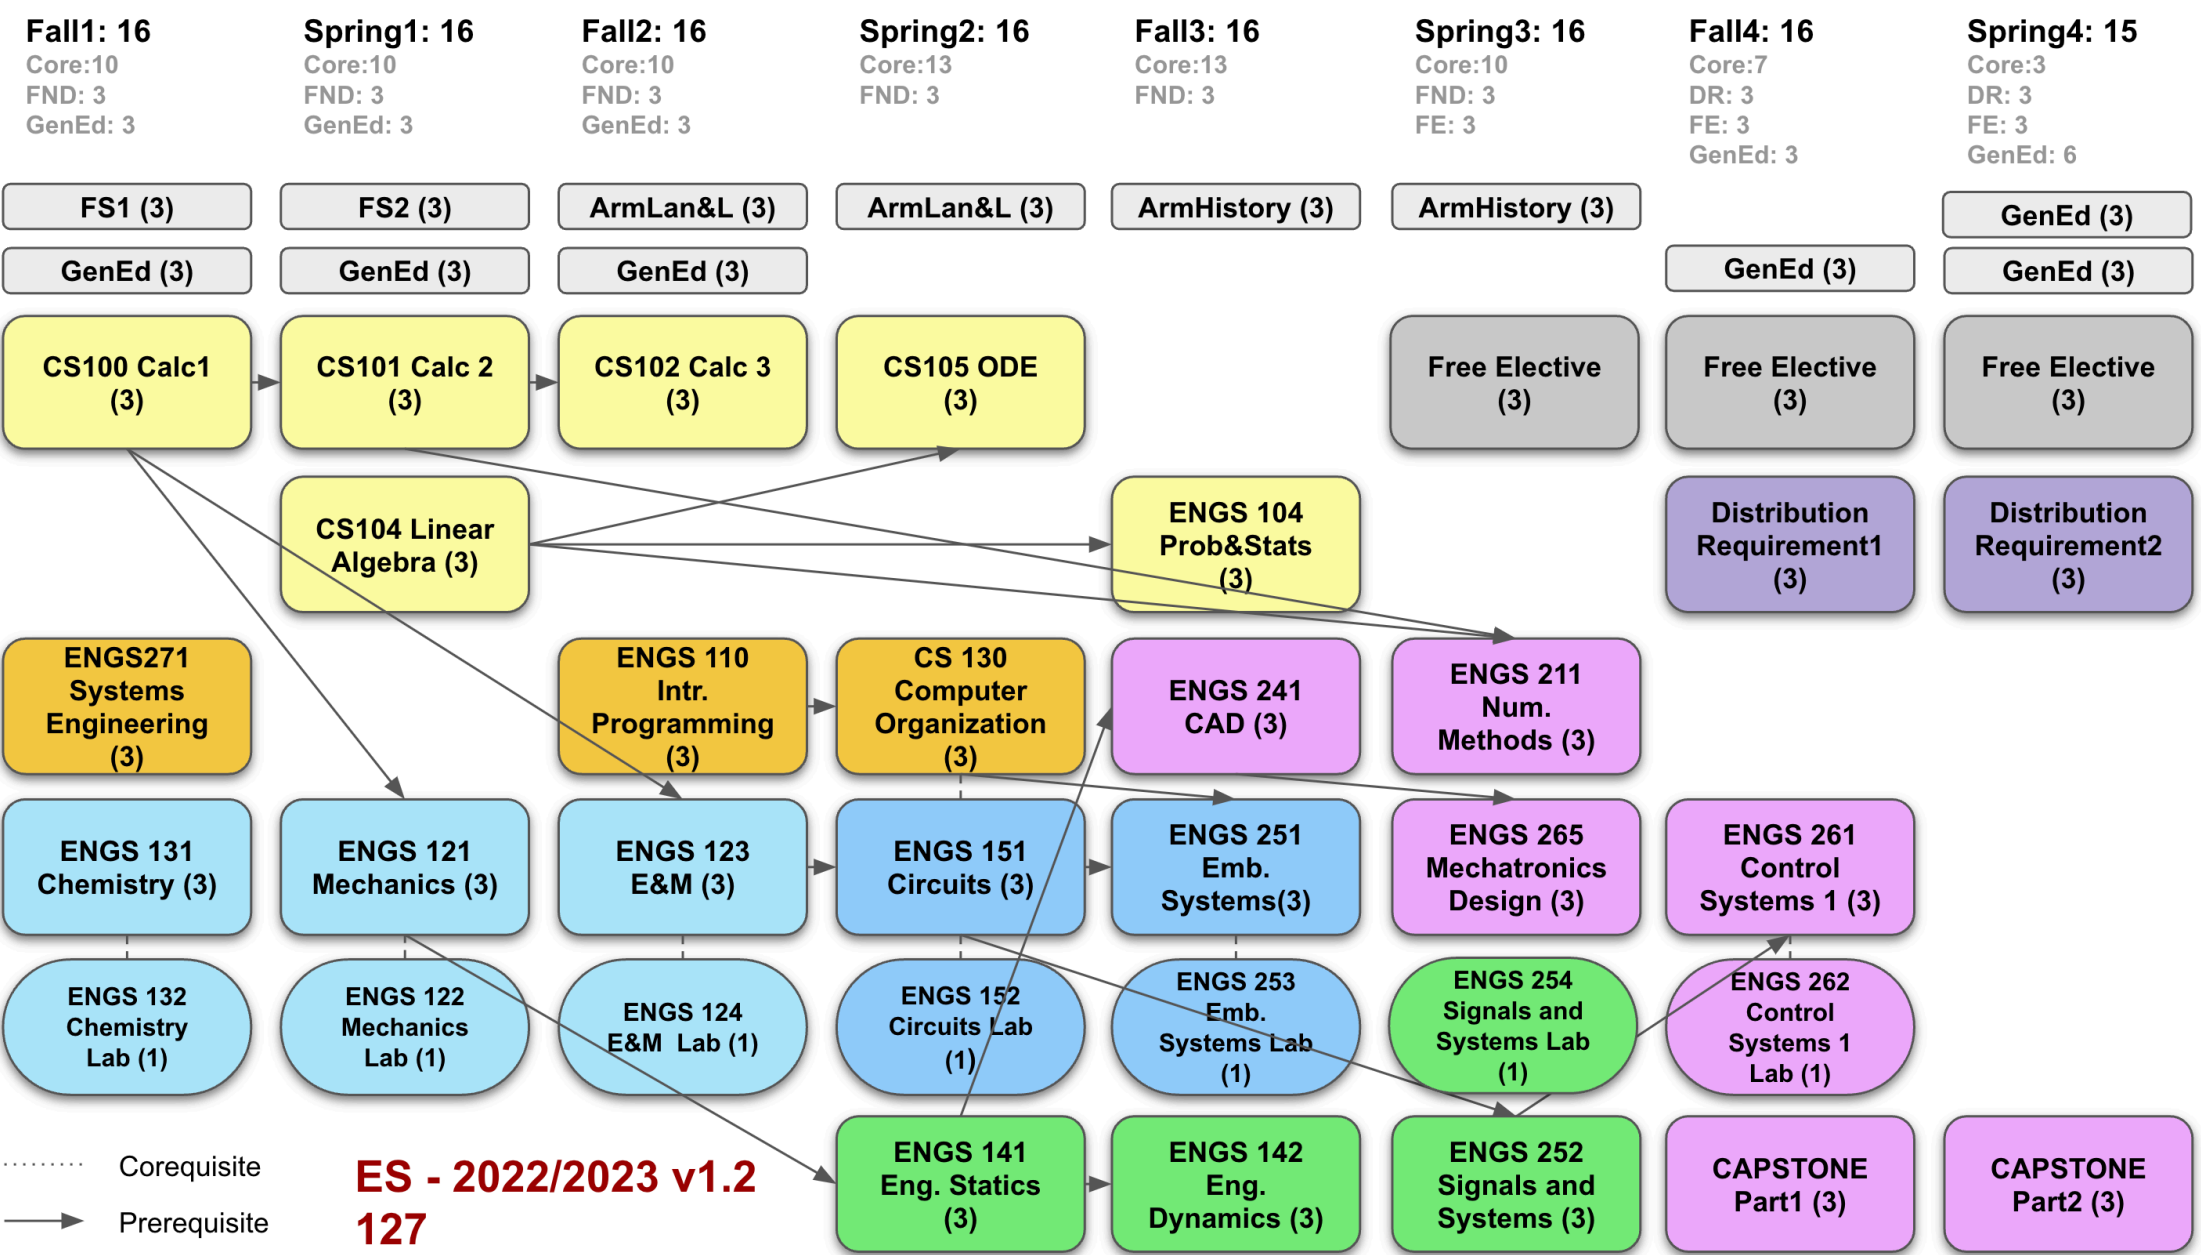 Fall1: 16
Core:10
FND: 3
GenEd: 3
Spring1: 16
Core:10
FND: 3
GenEd: 3
Fall2: 16
Core:10
FND: 3
GenEd: 3
Spring2: 16
Core:13
FND: 3
Fall3: 16
Core:13
FND: 3
Spring3: 16
Core:10
FND: 3
FE: 3
Fall4: 16
Core:7
DR: 3
FE: 3
GenEd: 3
Spring4: 15
Core:3
DR: 3
FE: 3
GenEd: 6
FS1 (3)
FS2 (3)
ArmLan&L (3)
ArmLan&L (3)
ArmHistory (3)
ArmHistory (3)
GenEd (3)
GenEd (3)
GenEd (3)
GenEd (3)
GenEd (3)
GenEd (3)
CS100 Calc1
(3)
CS101 Calc 2
(3)
CS102 Calc 3
(3)
CS105 ODE
(3)
Free Elective
(3)
Free Elective
(3)
Free Elective
(3)
CS104 Linear
Algebra (3)
ENGS 104
Prob&Stats
(3)
Distribution
Requirement1
(3)
Distribution
Requirement2
(3)
ENGS271
Systems
Engineering
(3)
ENGS 110
Intr.
Programming
(3)
CS 130
Computer
Organization
(3)
ENGS 241
CAD (3)
ENGS 211
Num.
Methods (3)
ENGS 131
Chemistry (3)
ENGS 121
Mechanics (3)
ENGS 123
E&M (3)
ENGS 151
Circuits (3)
ENGS 251
Emb.
Systems(3)
ENGS 265
Mechatronics
Design (3)
ENGS 261
Control
Systems 1 (3)
ENGS 132
Chemistry
Lab (1)
ENGS 122
Mechanics
Lab (1)
ENGS 124
E&M Lab (1)
ENGS 152
Circuits Lab
(1)
ENGS 253
Emb.
Systems Lab
(1)
ENGS 254
Signals and
Systems Lab
(1)
ENGS 262
Control
Systems 1
Lab (1)
ENGS 141
Eng. Statics
(3)
ENGS 142
Eng.
Dynamics (3)
ENGS 252
Signals and
Systems (3)
CAPSTONE
Part1 (3)
CAPSTONE
Part2 (3)
Corequisite
Prerequisite
ES - 2022/2023 v1.2
127